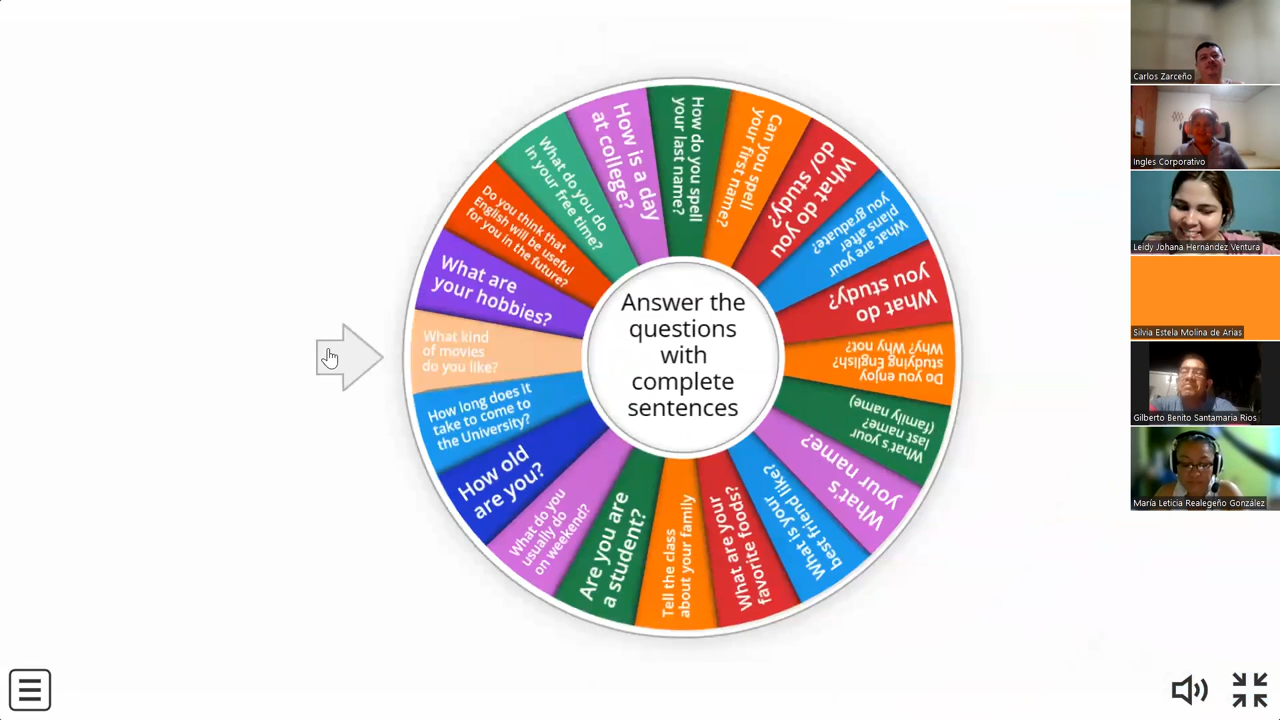 How do you spell
your last name?
Can you spell
your first name?
What do you
do/ study?
What are your
plans after
you graduate?
What do
you study?
Do you enjoy
studying English?
Why? Why not?
What's your
last name?
(family name)
What's
your name?
What is your
best friend like?
What are your
favorite foods?
Tell the class
about your family
Are you are
a student?
What do you
usually do
on weekend?
How old
are you?
How long does it
take to come to
the University?
What kind
of movies
do you like?
What are
your hobbies?
Do you think that
English will be useful
for you in the future?
What do you do
in your free time?
How is a day
at college?
Answer the
questions
with
complete
sentences
Carlos Zarceño
Ingles Corporativo
Leidy Johana Hernández Ventura
Silvia Estela Molina de Arias
Gilberto Benito Santamaria Rios
María Leticia Realegeño González